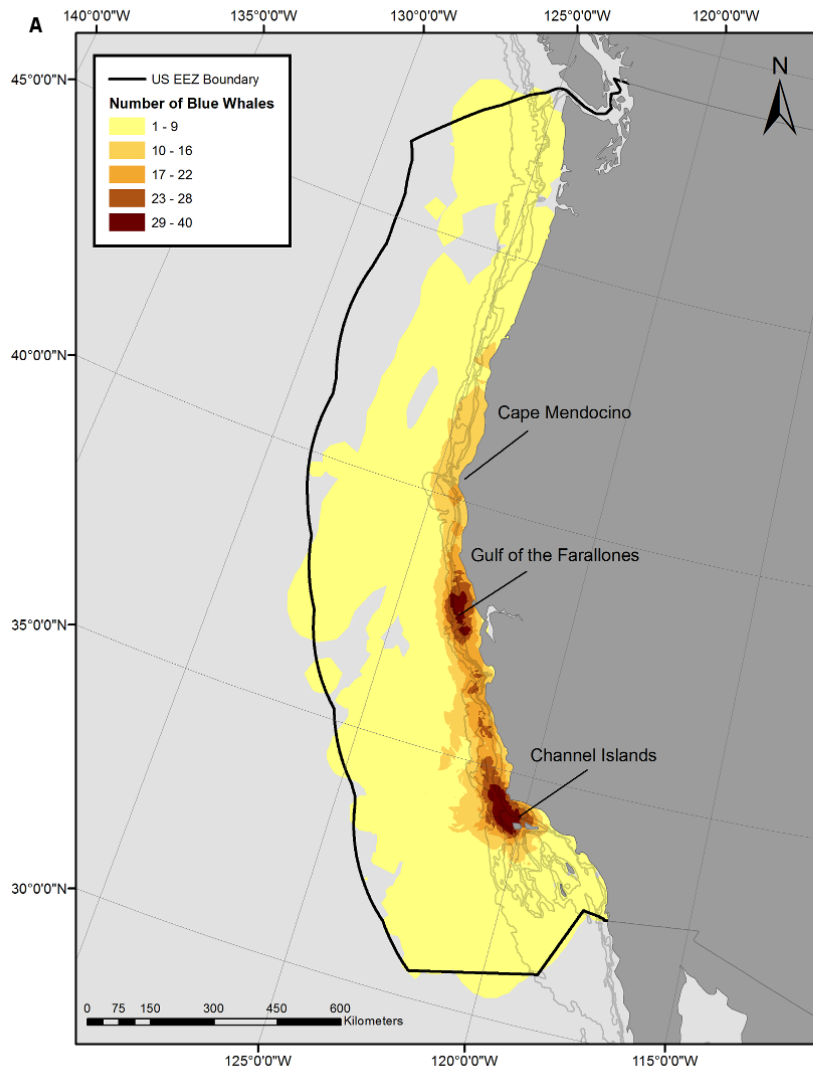 A
140°0'0"W 130°0'0"W 125°0'0"W 120°0'0"W
45°0'0"N
US EEZ Boundary
Number of Blue Whales
1 - 9
10 - 16
17 - 22
23 - 28
29 - 40
N
40°0'0"N
Cape Mendocino
Gulf of the Farallones
35°0'0"N
Channel Islands
30°0'0"N
0 75 150 300 450 600
Kilometers
125°0'0"W 120°0'0"W 115°0'0"W